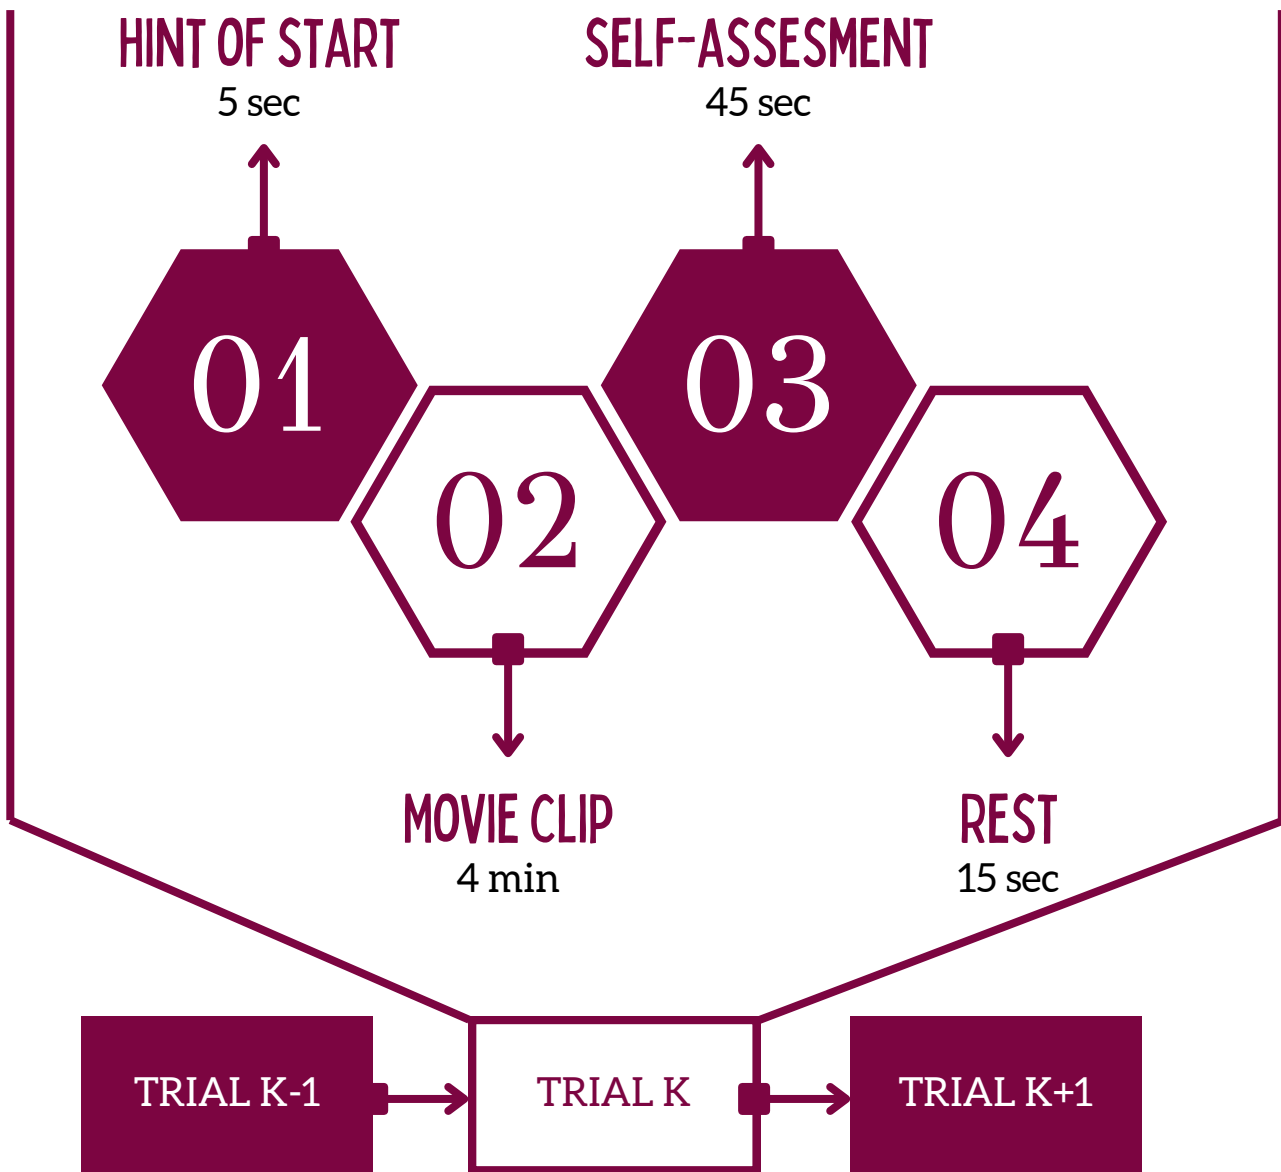 HINT OF START
5 sec
SELF-ASSESMENT
45 sec
01
03
02
04
MOVIE CLIP
4 min
REST
15 sec
TRIAL K-1
TRIAL K
TRIAL K+1